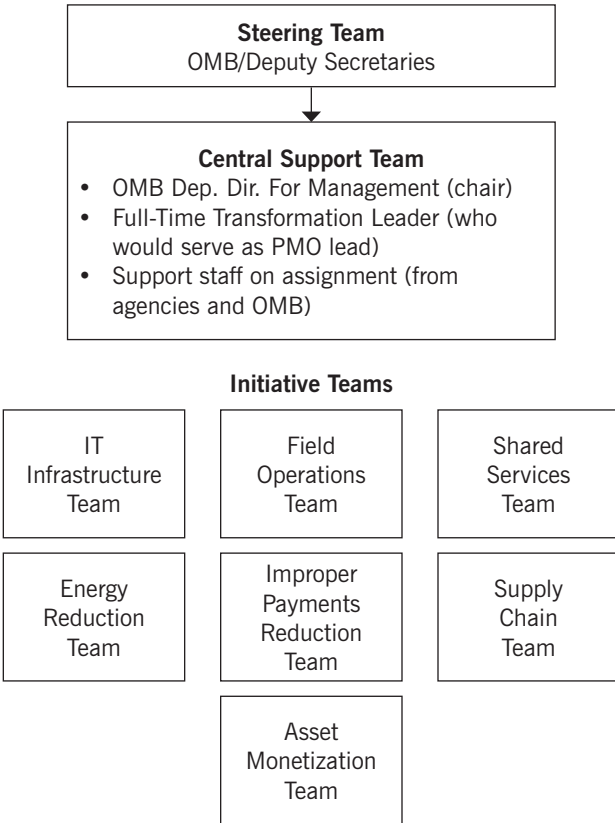 Steering Team
OMB/Deputy Secretaries
Central Support Team
• OMB Dep. Dir. For Management (chair)
• Full-Time Transformation Leader (who
would serve as PMO lead)
• Support staff on assignment (from
agencies and OMB)
Initiative Teams
IT
Infrastructure
Team
Field
Operations
Team
Shared
Services
Team
Energy
Reduction
Team
Improper
Payments
Reduction
Team
Supply
Chain
Team
Asset
Monetization
Team